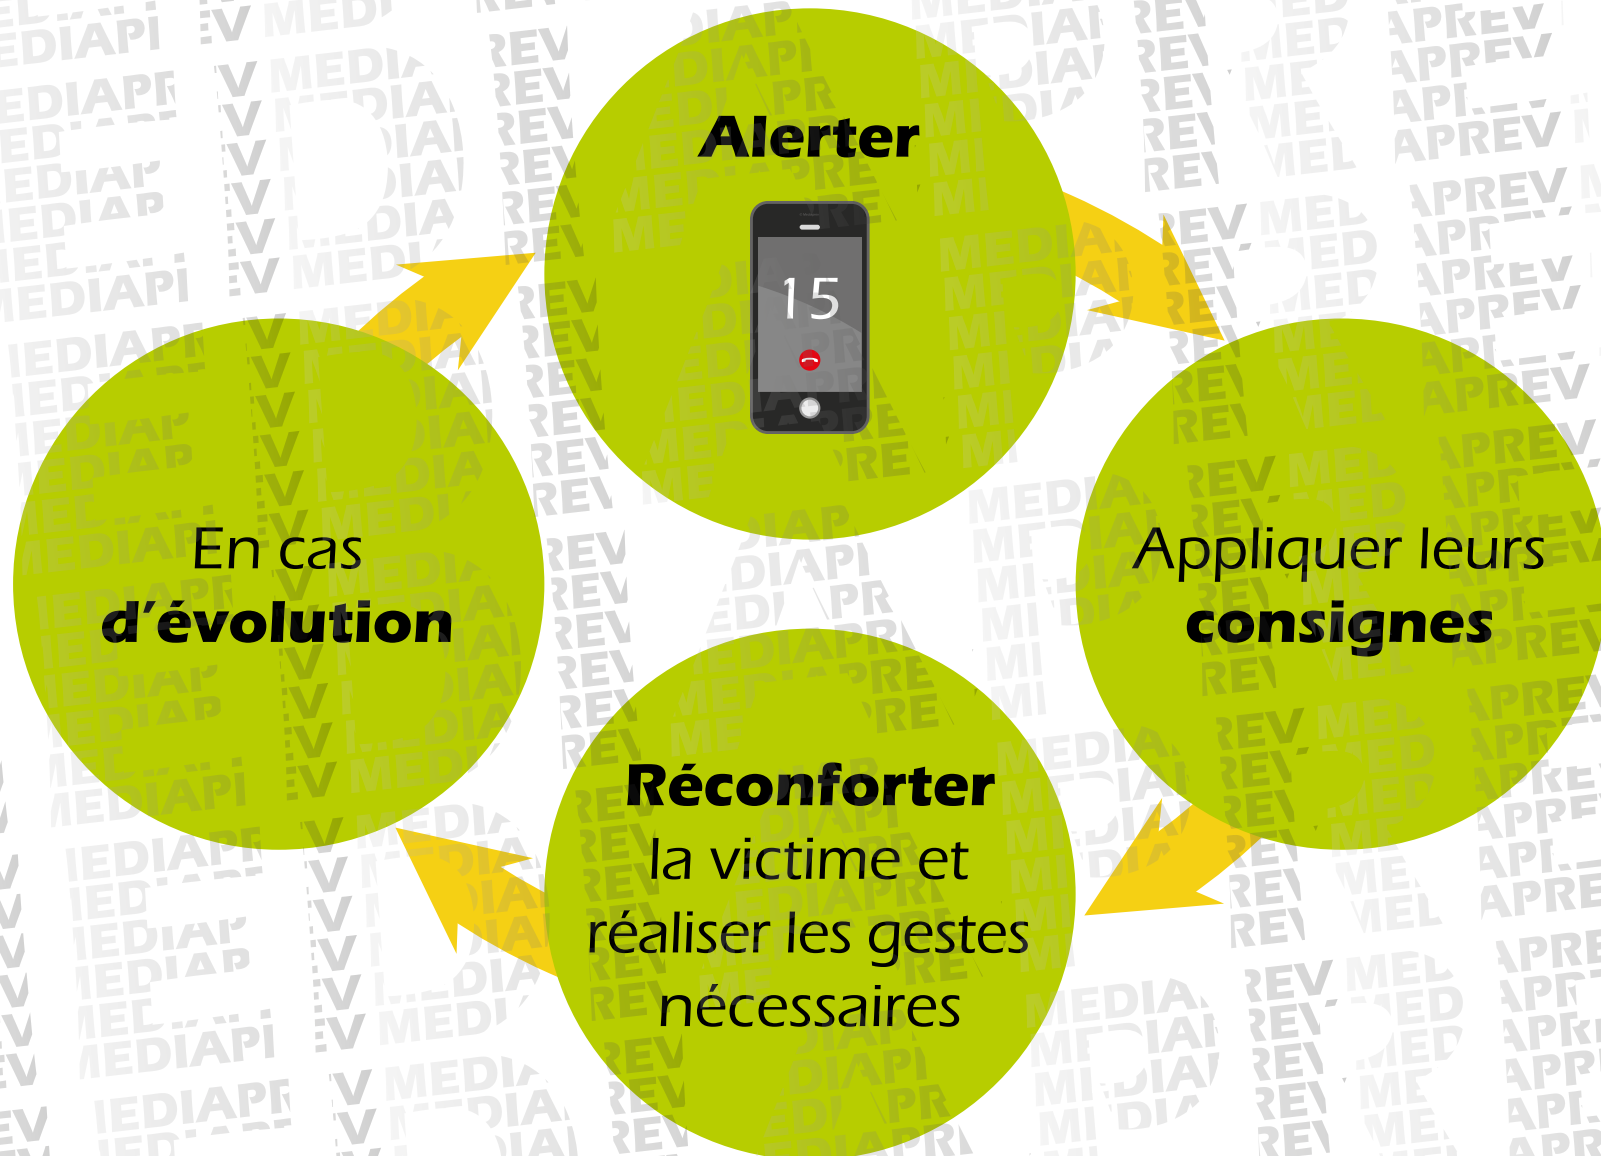 Alerter
15
Appliquer leurs
consignes
Réconforter
la victime et
réaliser les gestes
nécessaires
En cas
d'évolution